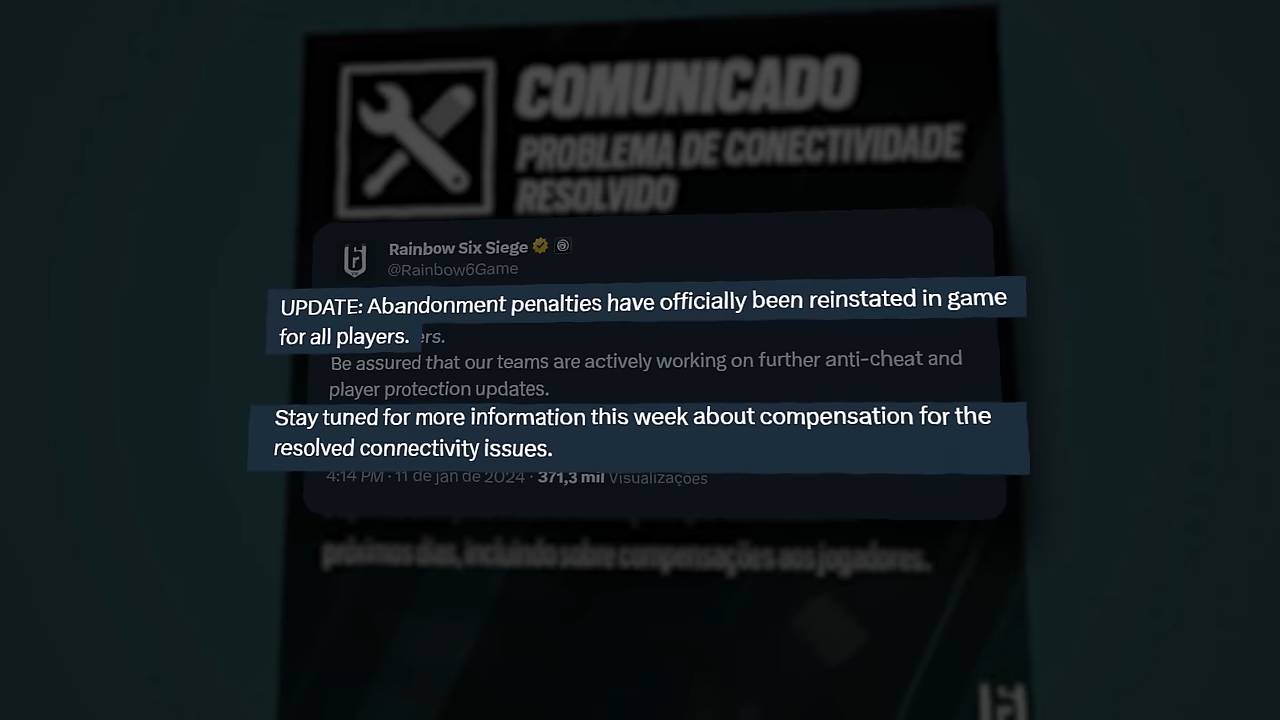 COMUNICADO
PROBLEMA DE CONECTIVIDADE
RESOLVIDO
Rainbow Six Siege
@Rainbow6Game
UPDATE: Abandonment penalties have officially been reinstated in game
for all players. ers.
Be assured that our teams are actively working on further anti-cheat and
player protection updates.
Stay tuned for more information this week about compensation for the
resolved connectivity issues.
4:14 PM · 11 de jan de 2024 · 371,3 mil Visualizações
próximos dias, incluindo sobre compensações aos jogadores.